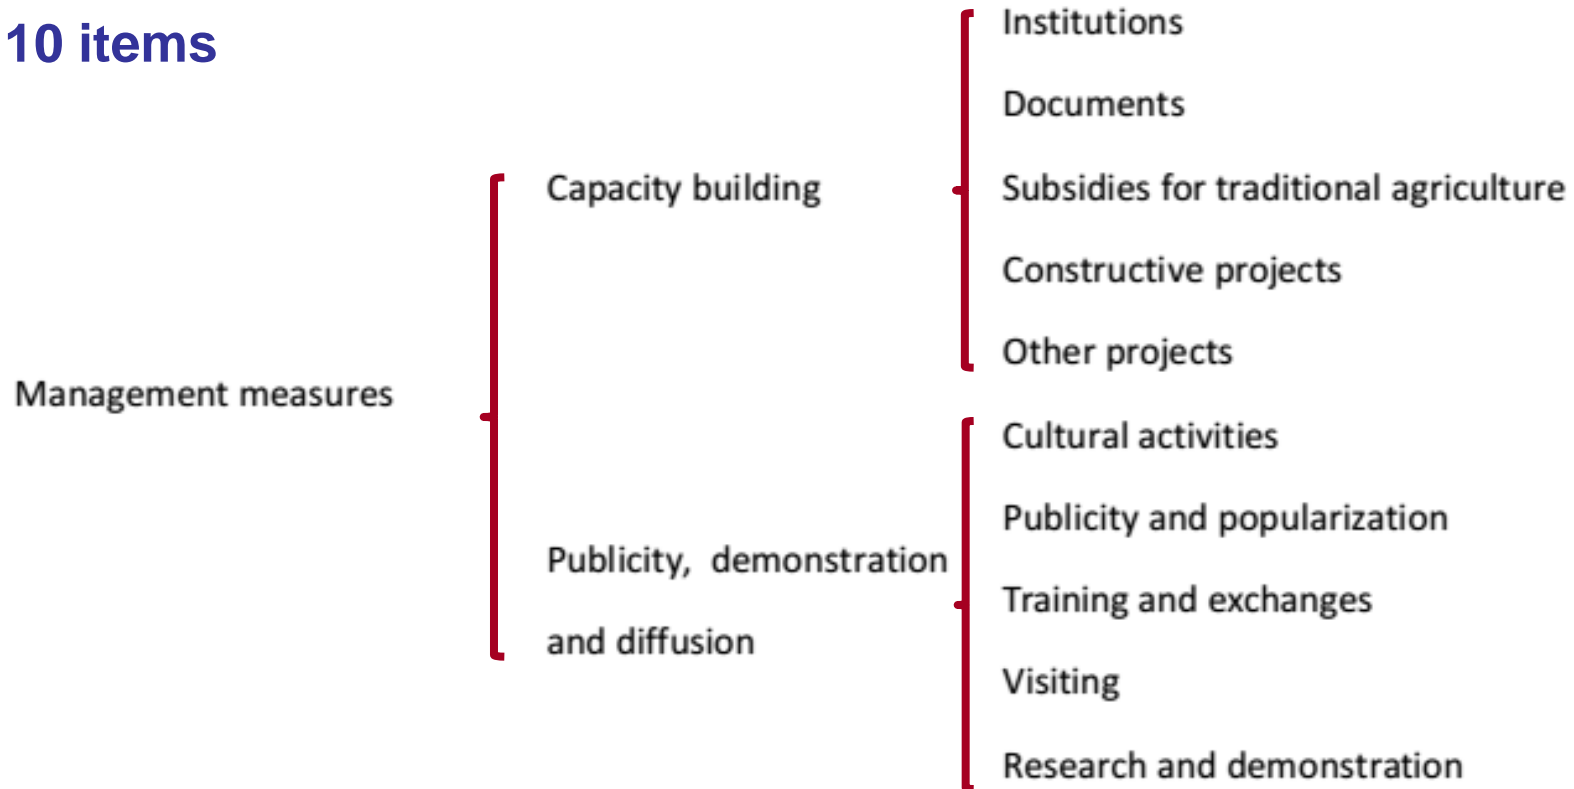 10 items
Institutions
Documents
Capacity building
Subsidies for traditional agriculture
Constructive projects
Other projects
Management measures
Cultural activities
Publicity and popularization
Publicity, demonstration
and diffusion
Training and exchanges
Visiting
Research and demonstration